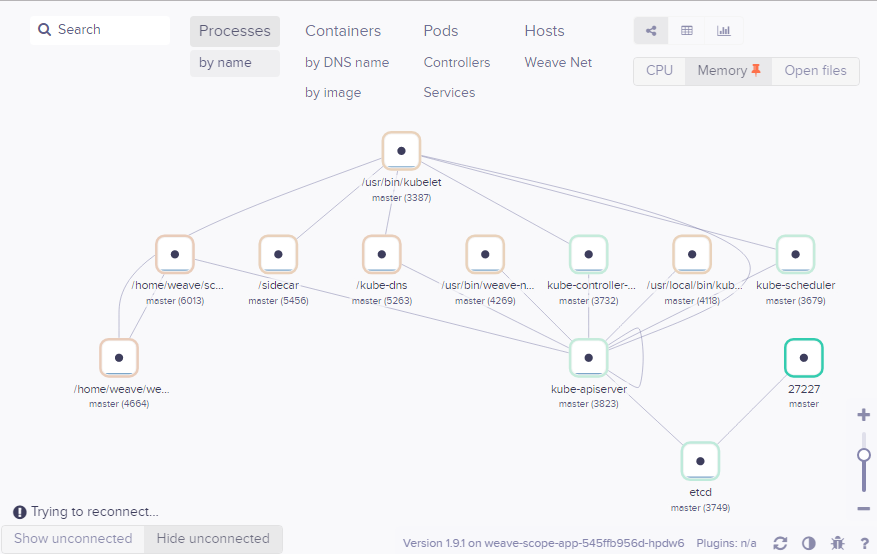 Search
Processes Containers Pods Hosts
by name by DNS name Controllers Weave Net
by image Services
CPU Memory Open files
/usr/bin/kubelet
master (3387)
/home/weave/sc... /sidecar /kube-dns /usr/bin/weave-n... kube-controller-... /usr/local/bin/kub... kube-scheduler
master (6013) master (5456) master (5263) master (4269) master (3732) master (4118) master (3679)
/home/weave/we... kube-apiserver 27227
master (4664) master (3823) master
etcd
master (3749)
Trying to reconnect...
Show unconnected Hide unconnected
Version 1.9.1 on weave-scope-app-545ffb956d-hpdw6 Plugins: n/a ?